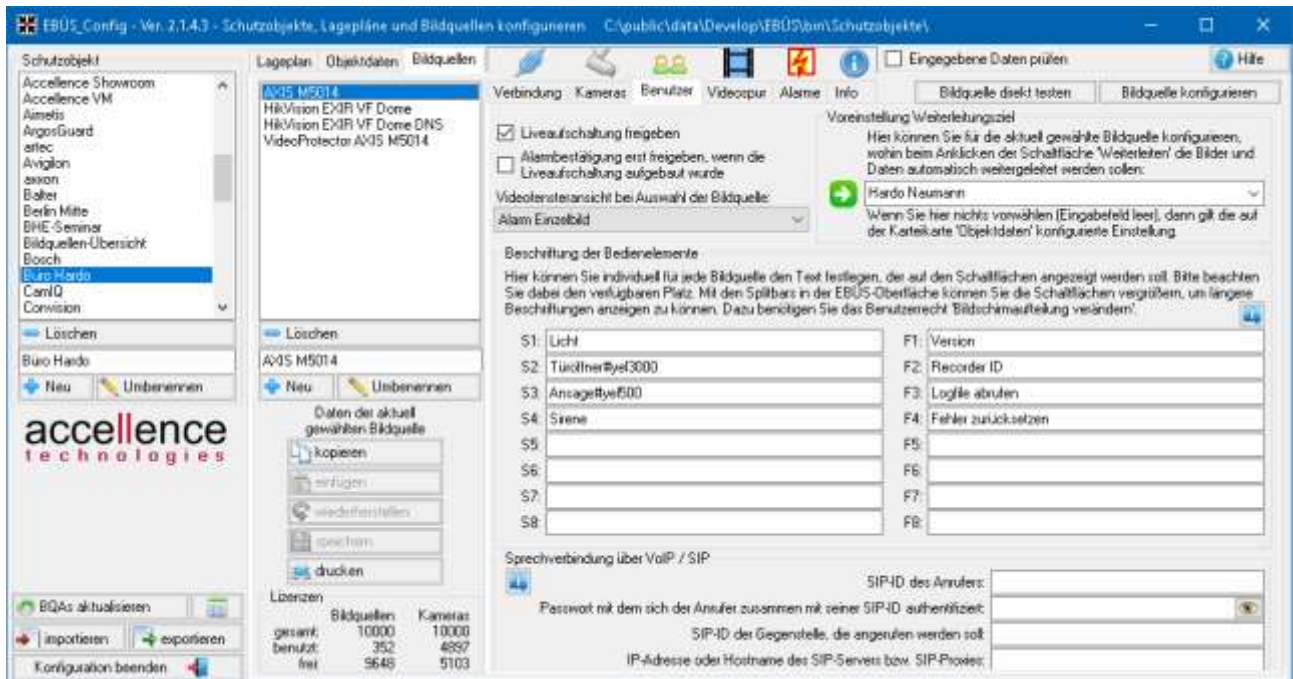 EBÜS_Config - Ver. 2.1.4.3 - Schutzobjekte, Lagepläne und Bildquellen konfigurieren C:\public\data\Develop\EBÜS\bin\Schutzobjekte\
Schutzobjekt
Accellence Showroom
Accellence VM
Aimetis
ArgosGuard
artec
Avigilon
axxon
Balter
Berlin Mitte
BHE-Seminar
Bildquellen-Übersicht
Bosch
Büro Hardo
CamIQ
Convision
Löschen
Büro Hardo
Neu
Umbenennen
accellence
technologies
BQAs aktualisieren
importieren
exportieren
Konfiguration beenden
Lageplan Objektdaten Bildquellen
AXIS M5014
HikVision EXIR VF Dome
HikVision EXIR VF Dome DNS
VideoProtector AXIS M5014
Löschen
AXIS M5014
Neu
Umbenennen
Daten der aktuell
gewählten Bildquelle
kopieren
einfügen
wiederherstellen
speichern
drucken
Lizenzen
Bildquellen Kameras
gesamt: 10000 10000
benutzt: 352 4897
frei: 9648 5103
Eingegebene Daten prüfen
Hilfe
Verbindung Kameras Benutzer Videospur Alarme Info
Bildquelle direkt testen
Bildquelle konfigurieren
Liveaufschaltung freigeben
Alarmbestätigung erst freigeben, wenn die
Liveaufschaltung aufgebaut wurde
Videofensteransicht bei Auswahl der Bildquelle:
Alarm Einzelbild
Voreinstellung Weiterleitungsziel
Hier können Sie für die aktuell gewählte Bildquelle konfigurieren,
wohin beim Anklicken der Schaltfläche 'Weiterleiten' die Bilder und
Daten automatisch weitergeleitet werden sollen:
Hardo Naumann
Wenn Sie hier nichts vorwählen (Eingabefeld leer), dann gilt die auf
der Karteikarte 'Objektdaten' konfigurierte Einstellung.
Beschriftung der Bedienelemente
Hier können Sie individuell für jede Bildquelle den Text festlegen, der auf den Schaltflächen angezeigt werden soll. Bitte beachten
Sie dabei den verfügbaren Platz. Mit den Splitbars in der EBÜS-Oberfläche können Sie die Schaltflächen vergrößern, um längere
Beschriftungen anzeigen zu können. Dazu benötigen Sie das Benutzerrecht 'Bildschirmaufteilung verändern'.
S1: Licht
S2: Türöffner#yel3000
S3: Ansage#yel500
S4: Sirene
S5:
S6:
S7:
S8:
F1: Version
F2: Recorder ID
F3: Logfile abrufen
F4: Fehler zurücksetzen
F5:
F6:
F7:
F8:
Sprechverbindung über VoIP / SIP
SIP-ID des Anrufers:
Passwort mit dem sich der Anrufer zusammen mit seiner SIP-ID authentifiziert:
SIP-ID der Gegenstelle, die angerufen werden soll:
IP-Adresse oder Hostname des SIP-Servers bzw. SIP-Proxies: